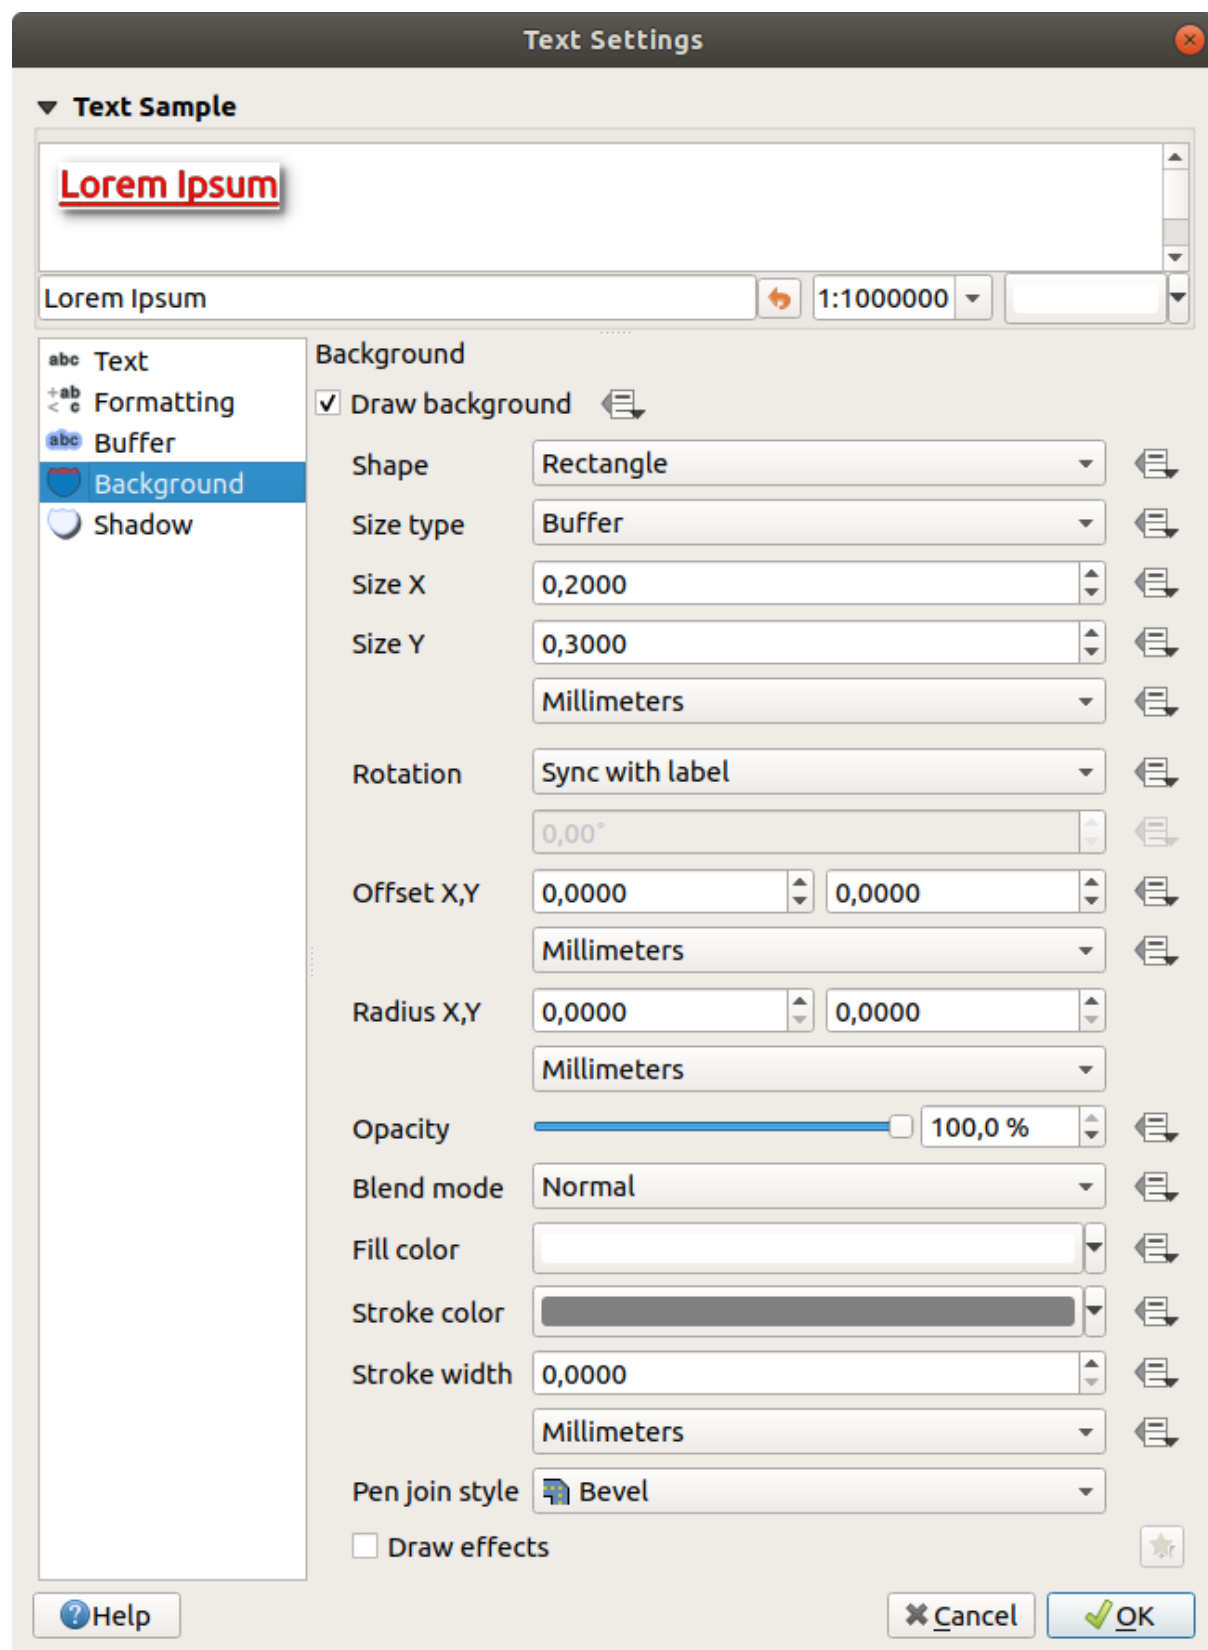 Text Settings
Text Sample
Lorem Ipsum
Lorem Ipsum 1:1000000
abc Text
+ab
< c Formatting
abc Buffer
Background
Shadow
Background
Draw background
Shape Rectangle
Size type Buffer
Size X 0,2000
Size Y 0,3000
Millimeters
Rotation Sync with label
0,00°
Offset X,Y 0,0000 0,0000
Millimeters
Radius X,Y 0,0000 0,0000
Millimeters
Opacity 100,0 %
Blend mode Normal
Fill color
Stroke color
Stroke width 0,0000
Millimeters
Pen join style Bevel
Draw effects
Help Cancel OK